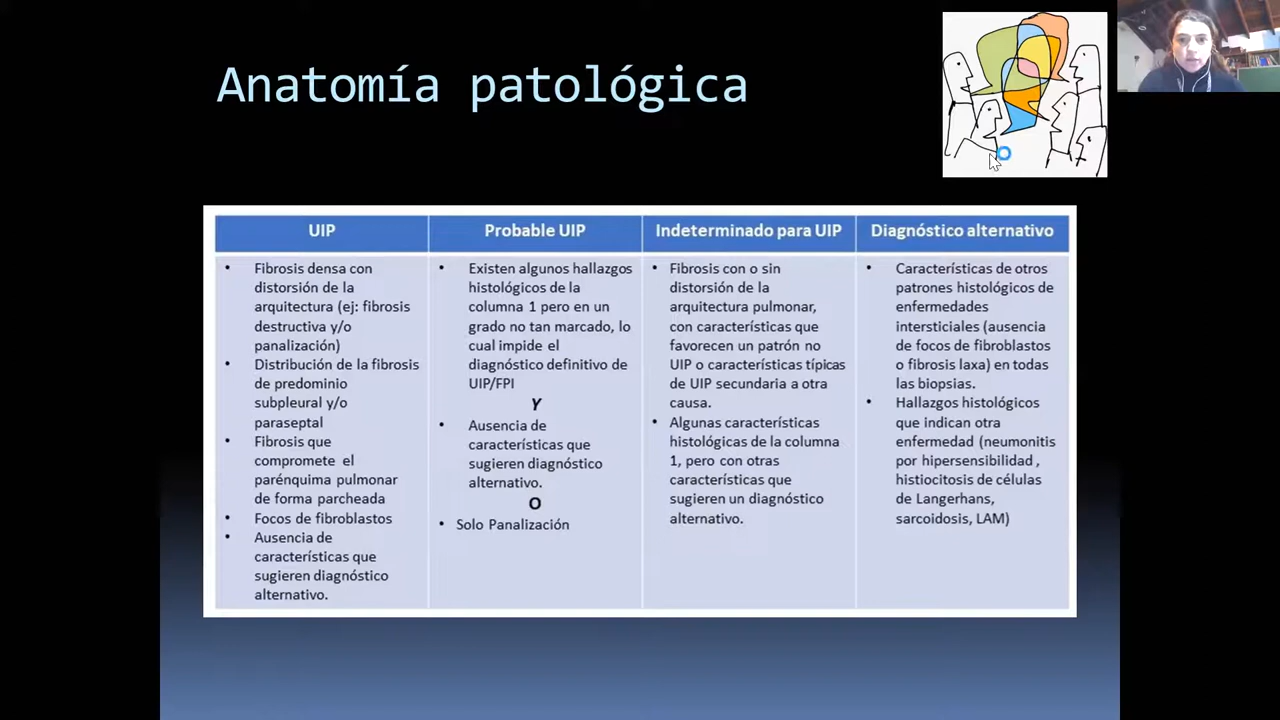 Anatomía patológica
UIP
Probable UIP
Indeterminado para UIP
Diagnóstico alternativo
• Fibrosis densa con
distorsión de la
arquitectura (ej: fibrosis
destructiva y/o
panalización)
• Distribución de la fibrosis
de predominio
subpleural y/o
paraseptal
• Fibrosis que
compromete el
parénquima pulmonar
de forma parcheada
• Focos de fibroblastos
• Ausencia de
características que
sugieren diagnóstico
alternativo.
• Existen algunos hallazgos
histológicos de la
columna 1 pero en un
grado no tan marcado, lo
cual impide el
diagnóstico definitivo de
UIP/FPI
Y
• Ausencia de
características que
sugieren diagnóstico
alternativo.
O
• Solo Panalización
• Fibrosis con o sin
distorsión de la
arquitectura pulmonar,
con características que
favorecen un patrón no
UIP o características típicas
de UIP secundaria a otra
causa.
• Algunas características
histológicas de la columna
1, pero con otras
características que
sugieren un diagnóstico
alternativo.
• Características de otros
patrones histológicos de
enfermedades
intersticiales (ausencia
de focos de fibroblastos
o fibrosis laxa) en todas
las biopsias.
• Hallazgos histológicos
que indican otra
enfermedad (neumonitis
por hipersensibilidad ,
histiocitosis de células
de Langerhans,
sarcoidosis, LAM)